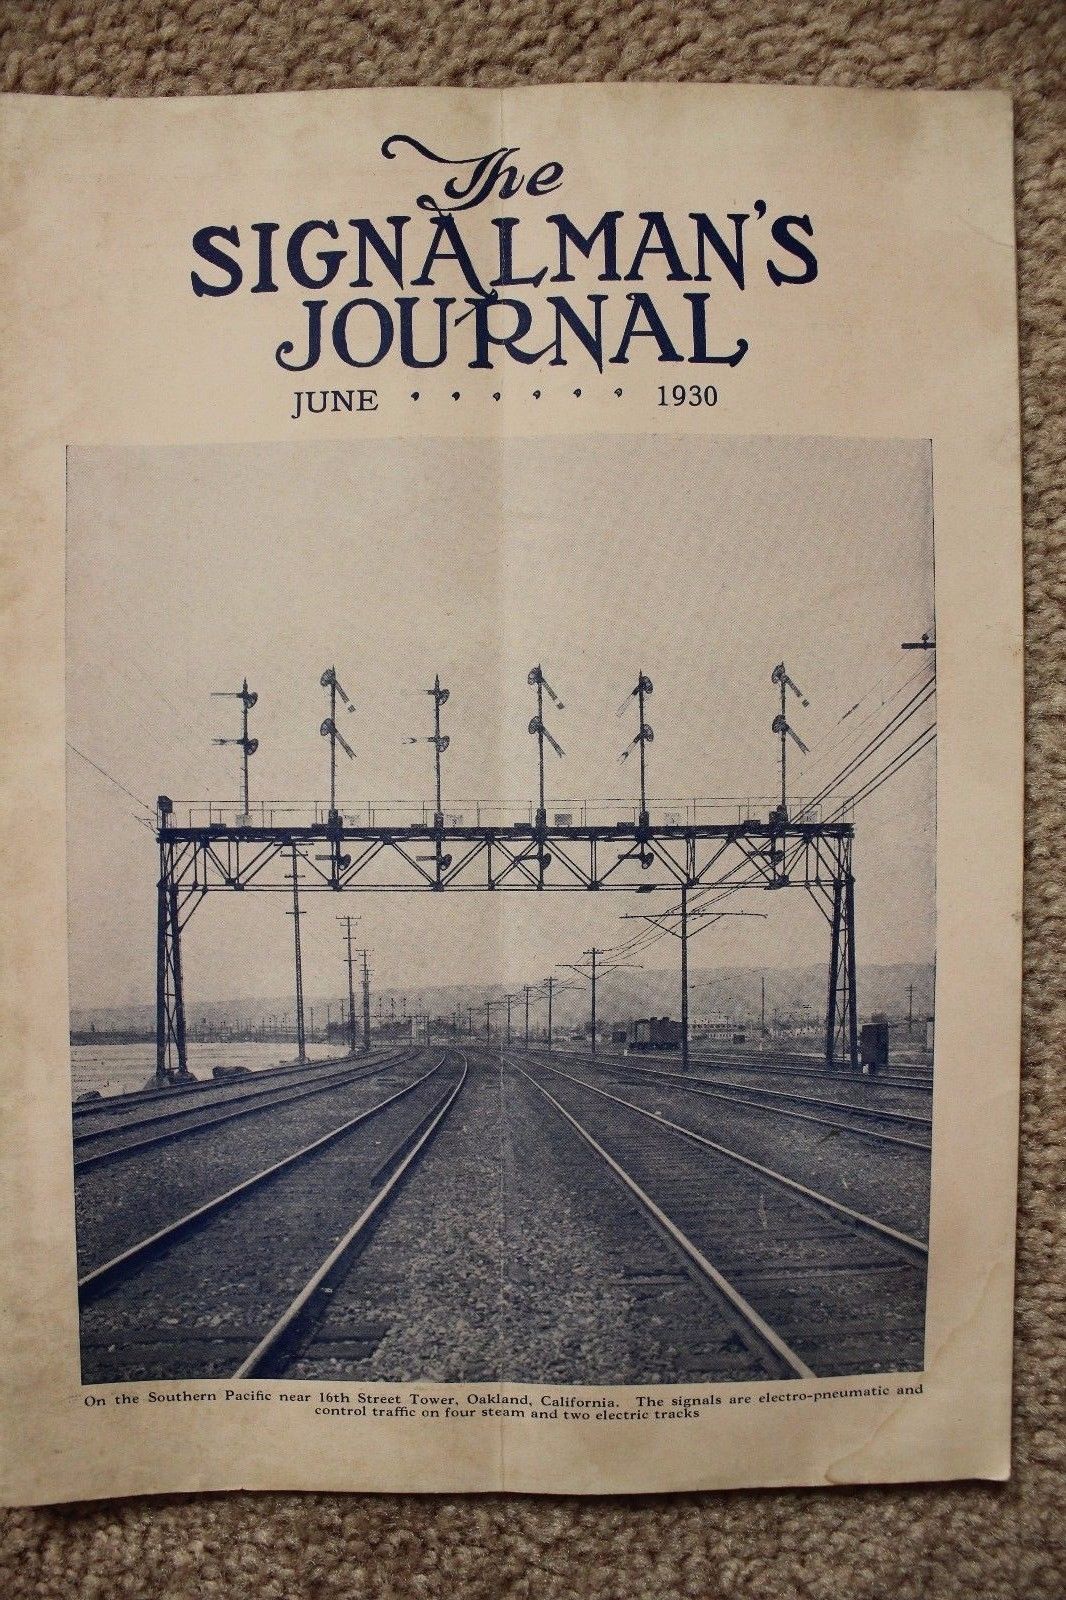 The
SIGNALMAN'S
JOURNAL
JUNE ...... 1930
On the Southern Pacific near 16th Street Tower, Oakland, California. The signals are electro-pneumatic and
control traffic on four steam and two electric tracks